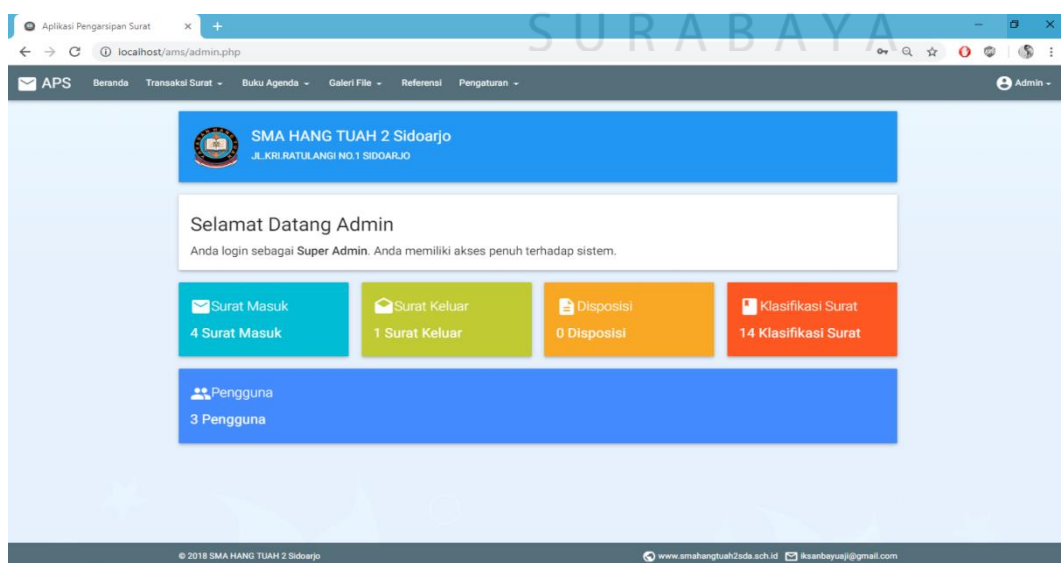 SURABAYA
Aplikasi Pengarsipan Surat
localhost/ams/admin.php
APS Beranda Transaksi Surat Buku Agenda Galeri File Referensi Pengaturan Admin
SMA HANG TUAH 2 Sidoarjo
JL.KRI.RATULANGI NO.1 SIDOARJO
Selamat Datang Admin
Anda login sebagai Super Admin. Anda memiliki akses penuh terhadap sistem.
Surat Masuk
4 Surat Masuk
Surat Keluar
1 Surat Keluar
Disposisi
0 Disposisi
Klasifikasi Surat
14 Klasifikasi Surat
Pengguna
3 Pengguna
© 2018 SMA HANG TUAH 2 Sidoarjo www.smahangtuah2sda.sch.id iksanbayuaji@gmail.com